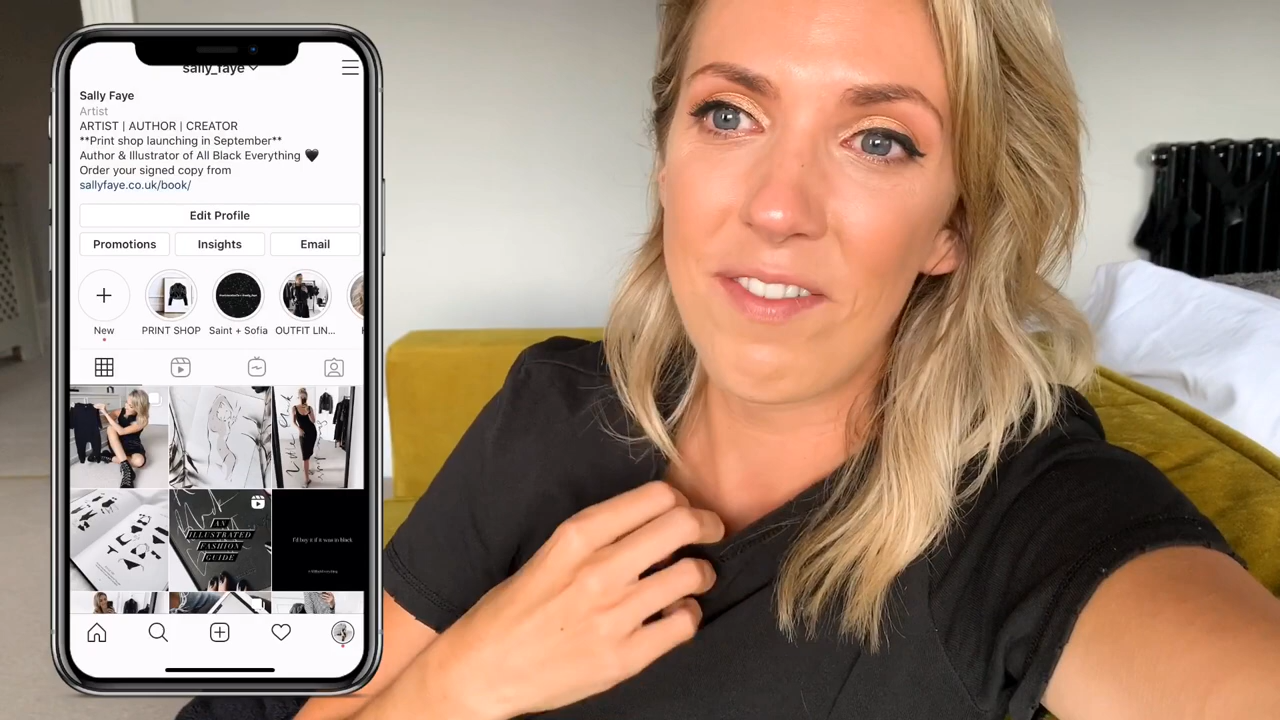 sally_faye
Sally Faye
Artist
ARTIST | AUTHOR | CREATOR
**Print shop launching in September**
Author & Illustrator of All Black Everything 🖤
Order your signed copy from
sallyfaye.co.uk/book/
Edit Profile
Promotions Insights Email
New PRINT SHOP Saint + Sofia OUTFIT LIN...
AN
ILLUSTRATED
FASHION
GUIDE
I'd buy it if it was in black